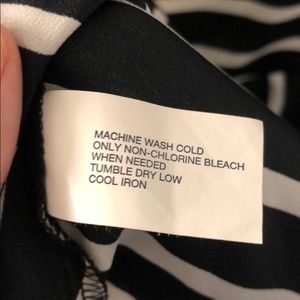 MACHINE WASH COLD
ONLY NON-CHLORINE BLEACH
WHEN NEEDED
TUMBLE DRY LOW
COOL IRON